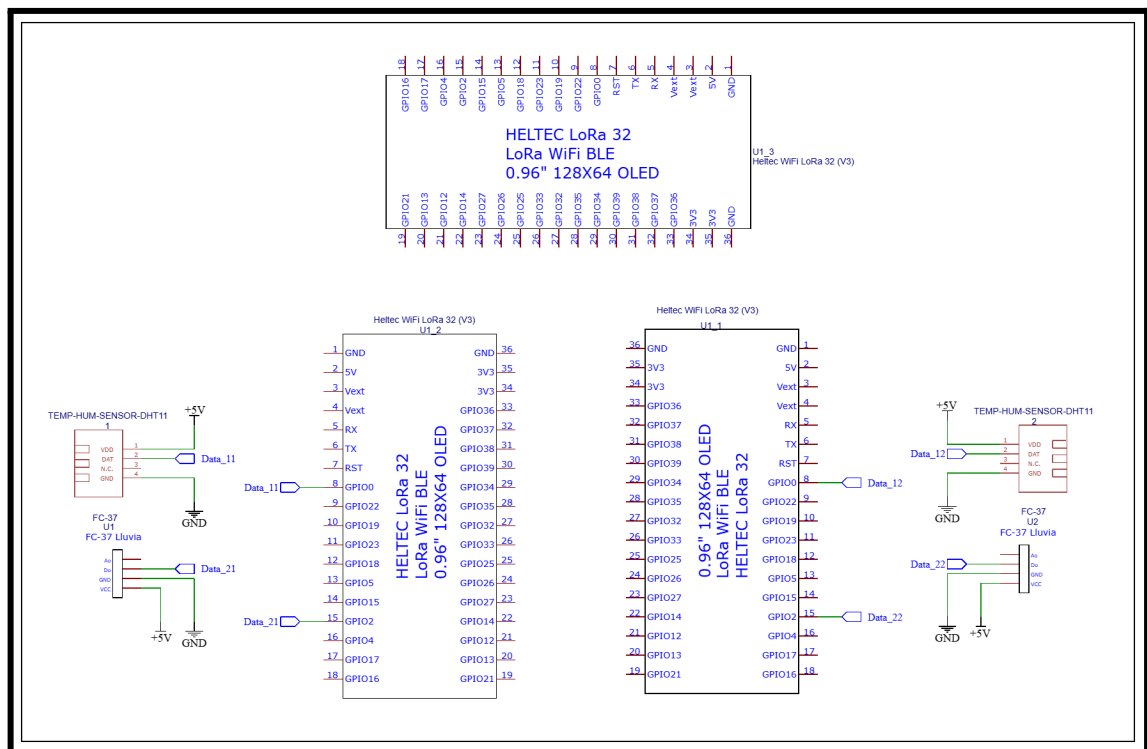 18 17 16 15 14 13 12 11 10 9 8 7 6 5 4 3 2 1
GPIO16 GPIO17 GPIO4 GPIO2 GPIO15 GPIO5 GPIO18 GPIO23 GPIO19 GPIO22 GPIO0 RST TX RX Vext Vext 5V GND
HELTEC LoRa 32
LoRa WiFi BLE
0.96" 128X64 OLED
U1_3
Heltec WiFi LoRa 32 (V3)
GPIO21 GPIO13 GPIO12 GPIO14 GPIO27 GPIO26 GPIO25 GPIO33 GPIO32 GPIO35 GPIO34 GPIO39 GPIO38 GPIO37 GPIO36 3V3 3V3 GND
19 20 21 22 23 24 25 26 27 28 29 30 31 32 33 34 35 36
TEMP-HUM-SENSOR-DHT11
1
VDD 1
DAT 2
N.C. 3
GND 4
+5V
Data_11
GND
FC-37
U1
FC-37 Lluvia
Ao
Do
GND
VCC
Data_21
+5V
GND
Heltec WiFi LoRa 32 (V3)
U1_2
1 GND GND 36
2 5V 3V3 35
3 Vext 3V3 34
4 Vext GPIO36 33
5 RX GPIO37 32
6 TX GPIO38 31
7 RST GPIO39 30
Data_11 8 GPIO0 GPIO34 29
9 GPIO22 GPIO35 28
10 GPIO19 GPIO32 27
11 GPIO23 GPIO33 26
12 GPIO18 GPIO25 25
13 GPIO5 GPIO26 24
14 GPIO15 GPIO27 23
Data_21 15 GPIO2 GPIO14 22
16 GPIO4 GPIO12 21
17 GPIO17 GPIO13 20
18 GPIO16 GPIO21 19
HELTEC LoRa 32
LoRa WiFi BLE
0.96" 128X64 OLED
Heltec WiFi LoRa 32 (V3)
U1_1
36 GND GND 1
35 3V3 5V 2
34 3V3 Vext 3
33 GPIO36 Vext 4
32 GPIO37 RX 5
31 GPIO38 TX 6
30 GPIO39 RST 7
29 GPIO34 GPIO0 8 Data_12
28 GPIO35 GPIO22 9
27 GPIO32 GPIO19 10
26 GPIO33 GPIO23 11
25 GPIO25 GPIO18 12
24 GPIO26 GPIO5 13
23 GPIO27 GPIO15 14
22 GPIO14 GPIO2 15 Data_22
21 GPIO12 GPIO4 16
20 GPIO13 GPIO17 17
19 GPIO21 GPIO16 18
0.96" 128X64 OLED
LoRa WiFi BLE
HELTEC LoRa 32
TEMP-HUM-SENSOR-DHT11
2
+5V
1 VDD
Data_12 2 DAT
3 N.C.
4 GND
GND
FC-37
U2
FC-37 Lluvia
Ao
Data_22 Do
GND
VCC
GND
+5V